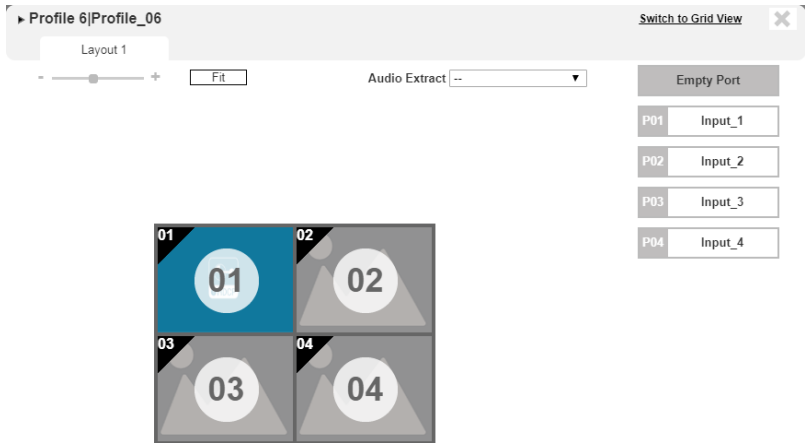 Profile 6|Profile_06
Switch to Grid View
Layout 1
- +
Fit
Audio Extract --
Empty Port
P01 Input_1
P02 Input_2
P03 Input_3
P04 Input_4
01 02
01 02
03 04
03 04